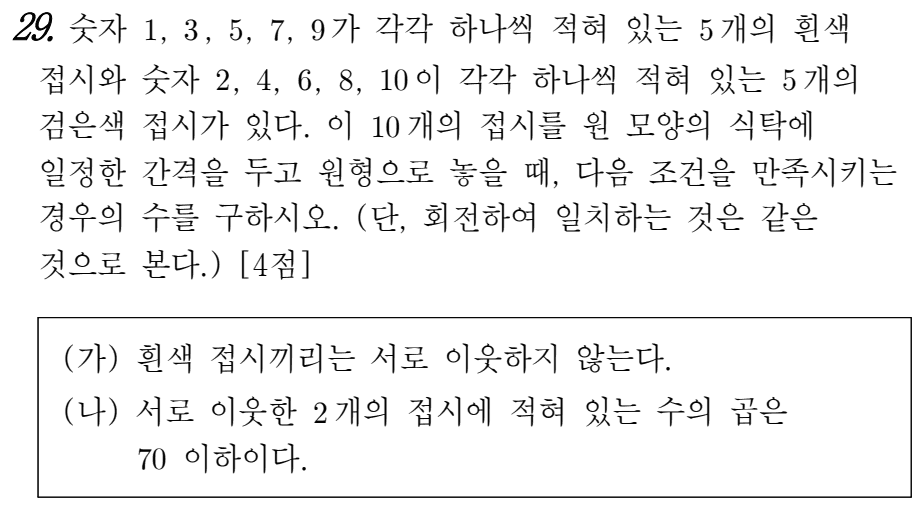 29. 숫자 1, 3, 5, 7, 9가 각각 하나씩 적혀 있는 5개의 흰색
접시와 숫자 2, 4, 6, 8, 10이 각각 하나씩 적혀 있는 5개의
검은색 접시가 있다. 이 10개의 접시를 원 모양의 식탁에
일정한 간격을 두고 원형으로 놓을 때, 다음 조건을 만족시키는
경우의 수를 구하시오. (단, 회전하여 일치하는 것은 같은
것으로 본다.) [4점]
(가) 흰색 접시끼리는 서로 이웃하지 않는다.
(나) 서로 이웃한 2개의 접시에 적혀 있는 수의 곱은
70 이하이다.